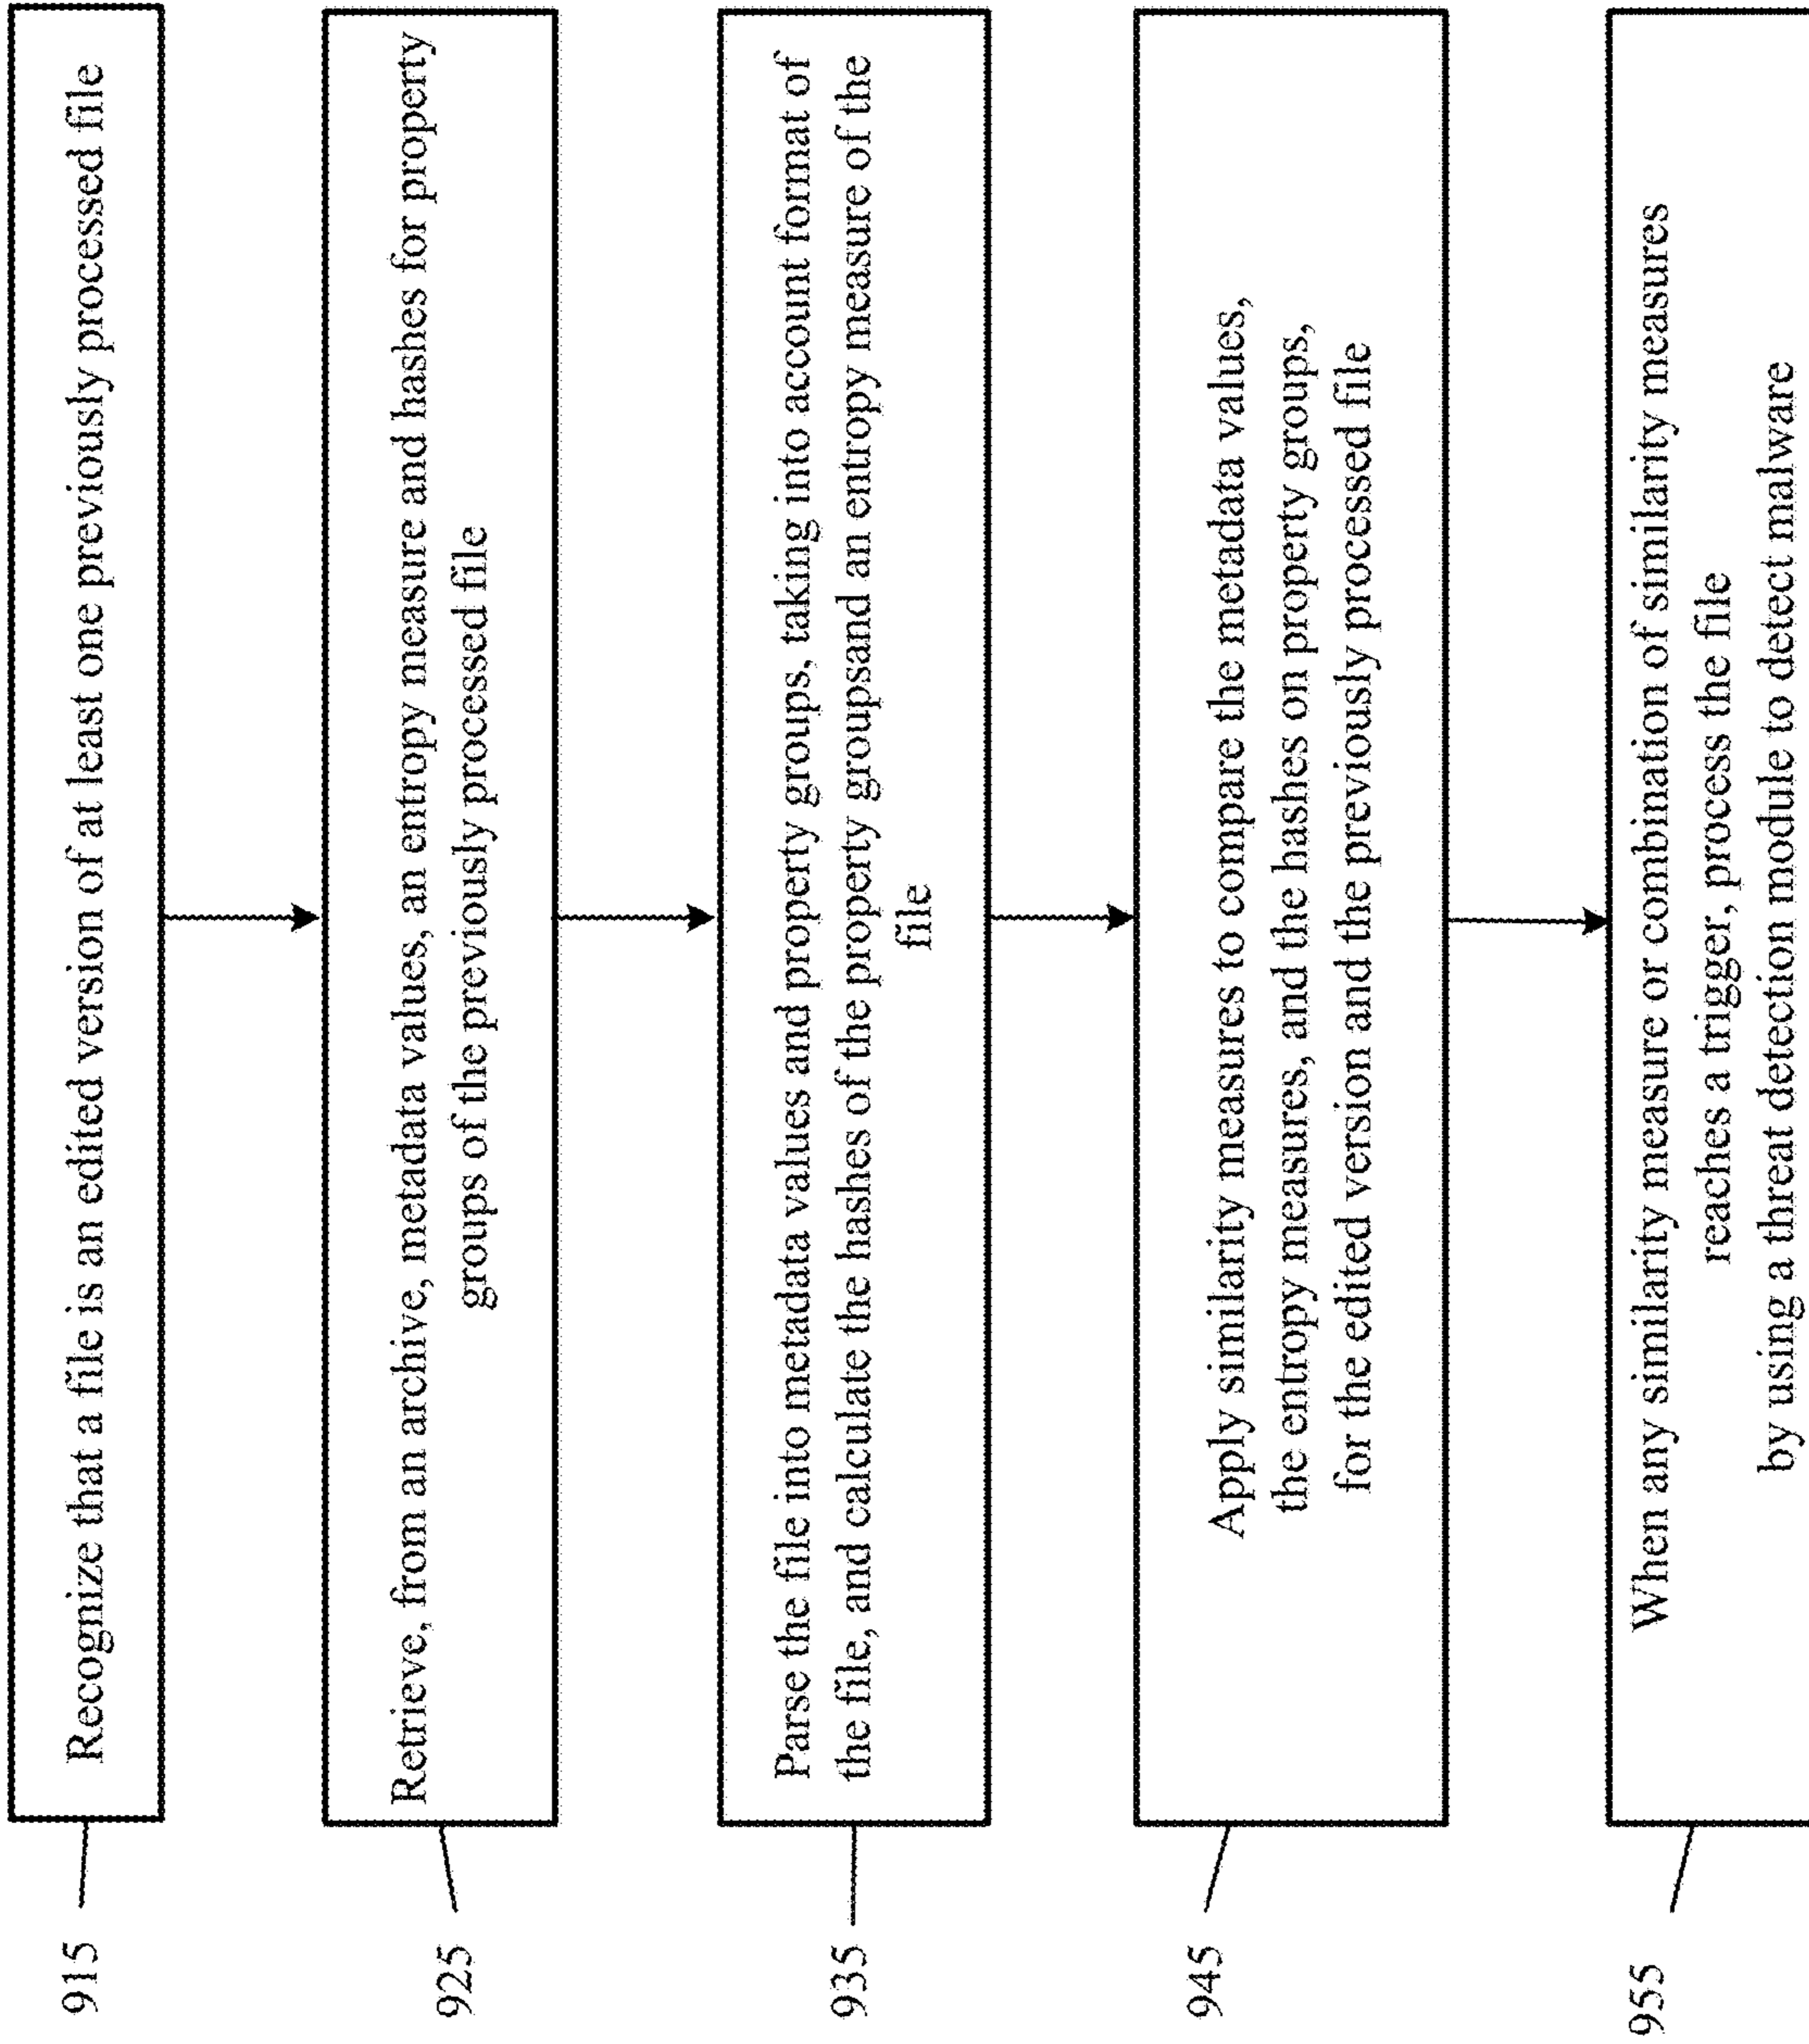 915
Recognize that a file is an edited version of at least one previously processed file
925
Retrieve, from an archive, metadata values, an entropy measure and hashes for property
groups of the previously processed file
935
Parse the file into metadata values and property groups, taking into account format of
the file, and calculate the hashes of the property groupsand an entropy measure of the
file
945
Apply similarity measures to compare the metadata values,
the entropy measures, and the hashes on property groups,
for the edited version and the previously processed file
955
When any similarity measure or combination of similarity measures
reaches a trigger, process the file
by using a threat detection module to detect malware